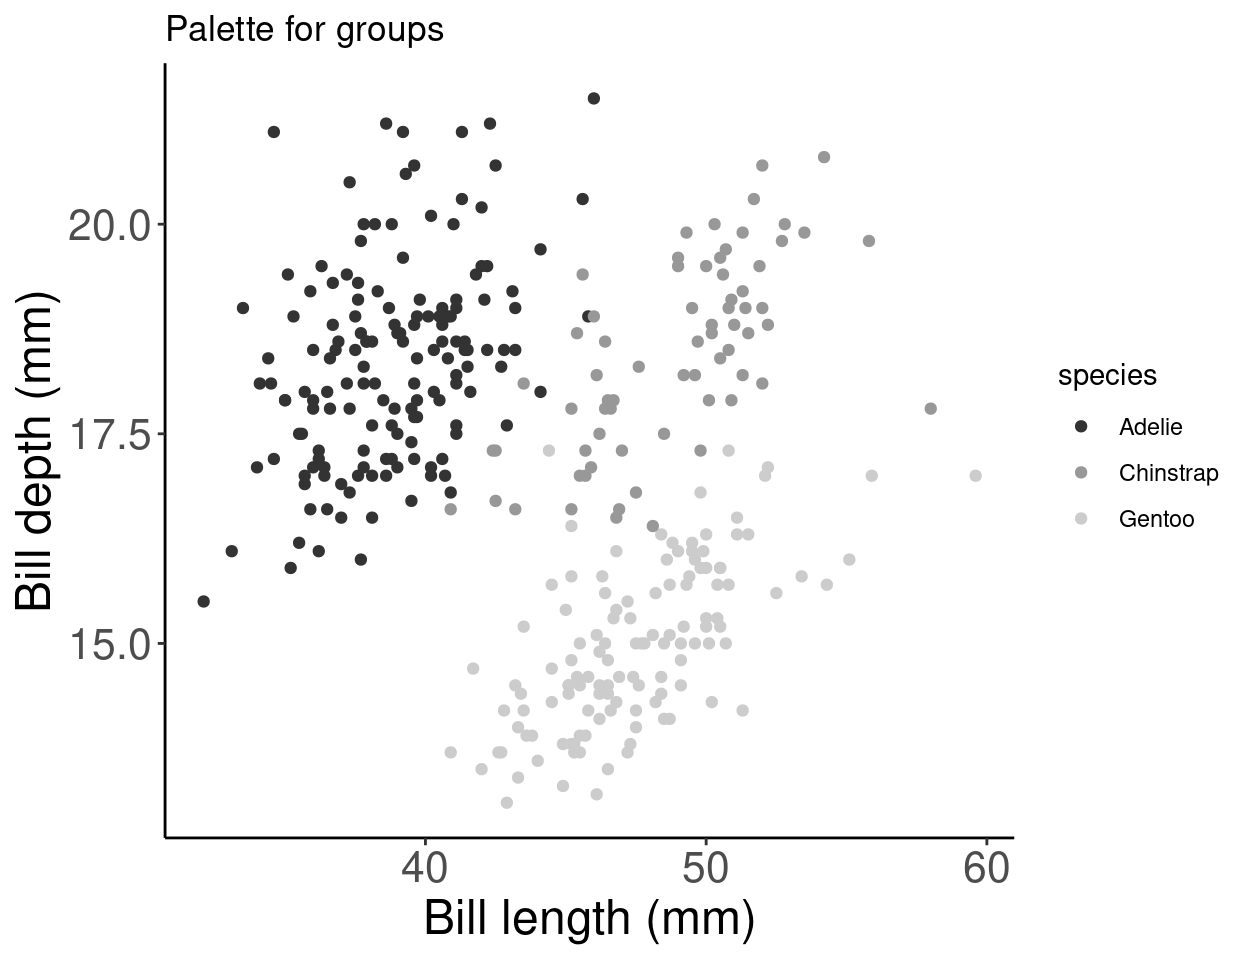 Palette for groups
20.0
17.5
15.0
Bill depth (mm)
40
50
60
Bill length (mm)
species
Adelie
Chinstrap
Gentoo